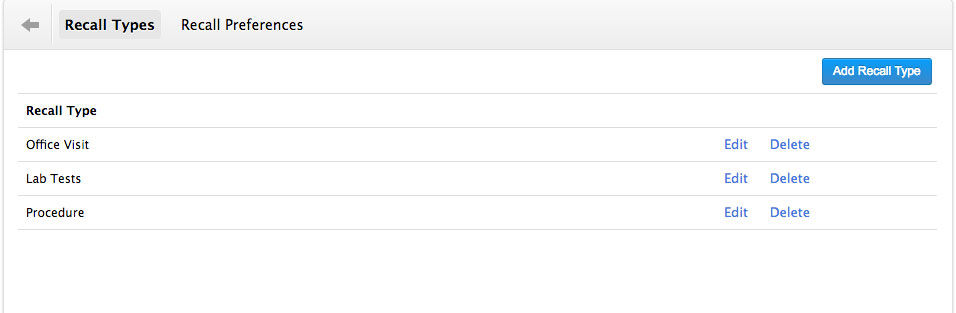 Recall Types Recall Preferences
Add Recall Type
Recall Type
Office Visit Edit Delete
Lab Tests Edit Delete
Procedure Edit Delete